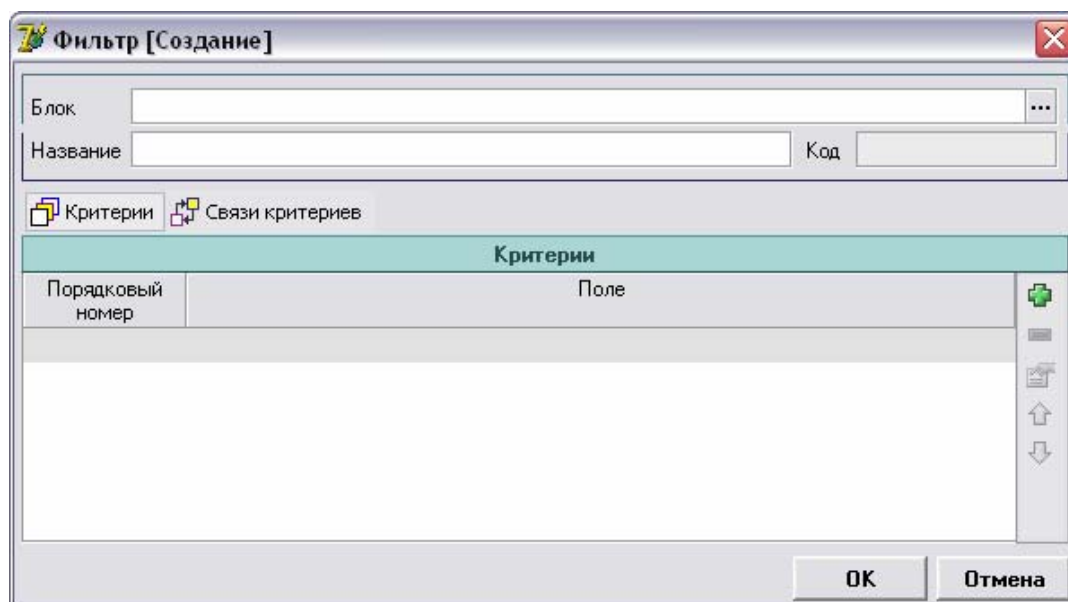 Фильтр [Создание]
Блок ...
Название Код
Критерии Связи критериев
Критерии
Порядковый номер Поле
OK Отмена